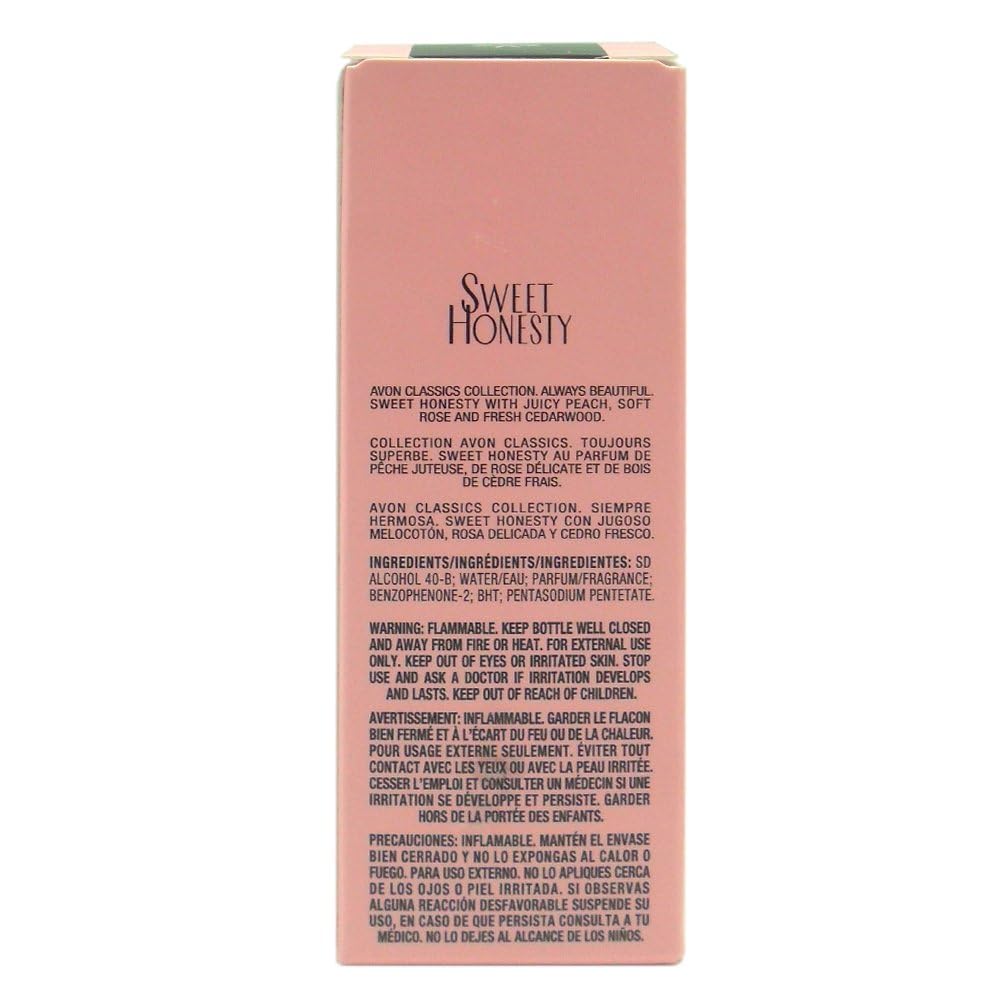 SWEET
HONESTY
AVON CLASSICS COLLECTION. ALWAYS BEAUTIFUL.
SWEET HONESTY WITH JUICY PEACH, SOFT
ROSE AND FRESH CEDARWOOD.
COLLECTION AVON CLASSICS. TOUJOURS
SUPERBE. SWEET HONESTY AU PARFUM DE
PÊCHE JUTEUSE, DE ROSE DÉLICATE ET DE BOIS
DE CÈDRE FRAIS.
AVON CLASSICS COLLECTION. SIEMPRE
HERMOSA. SWEET HONESTY CON JUGOSO
MELOCOTÓN, ROSA DELICADA Y CEDRO FRESCO.
INGREDIENTS/INGRÉDIENTS/INGREDIENTES: SD
ALCOHOL 40-B; WATER/EAU; PARFUM/FRAGRANCE;
BENZOPHENONE-2; BHT; PENTASODIUM PENTETATE.
WARNING: FLAMMABLE. KEEP BOTTLE WELL CLOSED
AND AWAY FROM FIRE OR HEAT. FOR EXTERNAL USE
ONLY. KEEP OUT OF EYES OR IRRITATED SKIN. STOP
USE AND ASK A DOCTOR IF IRRITATION DEVELOPS
AND LASTS. KEEP OUT OF REACH OF CHILDREN.
AVERTISSEMENT: INFLAMMABLE. GARDER LE FLACON
BIEN FERMÉ ET À L'ÉCART DU FEU OU DE LA CHALEUR.
POUR USAGE EXTERNE SEULEMENT. ÉVITER TOUT
CONTACT AVEC LES YEUX OU AVEC LA PEAU IRRITÉE.
CESSER L'EMPLOI ET CONSULTER UN MÉDECIN SI UNE
IRRITATION SE DÉVELOPPE ET PERSISTE. GARDER
HORS DE LA PORTÉE DES ENFANTS.
PRECAUCIONES: INFLAMABLE. MANTÉN EL ENVASE
BIEN CERRADO Y NO LO EXPONGAS AL CALOR O
FUEGO. PARA USO EXTERNO. NO LO APLIQUES CERCA
DE LOS OJOS O PIEL IRRITADA. SI OBSERVAS
ALGUNA REACCIÓN DESFAVORABLE SUSPENDE SU
USO, EN CASO DE QUE PERSISTA CONSULTA A TU
MÉDICO. NO LO DEJES AL ALCANCE DE LOS NIÑOS.